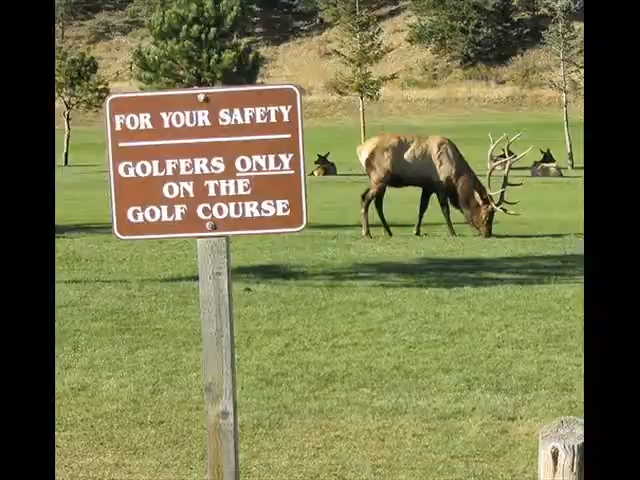 FOR YOUR SAFETY
GOLFERS ONLY
ON THE
GOLF COURSE